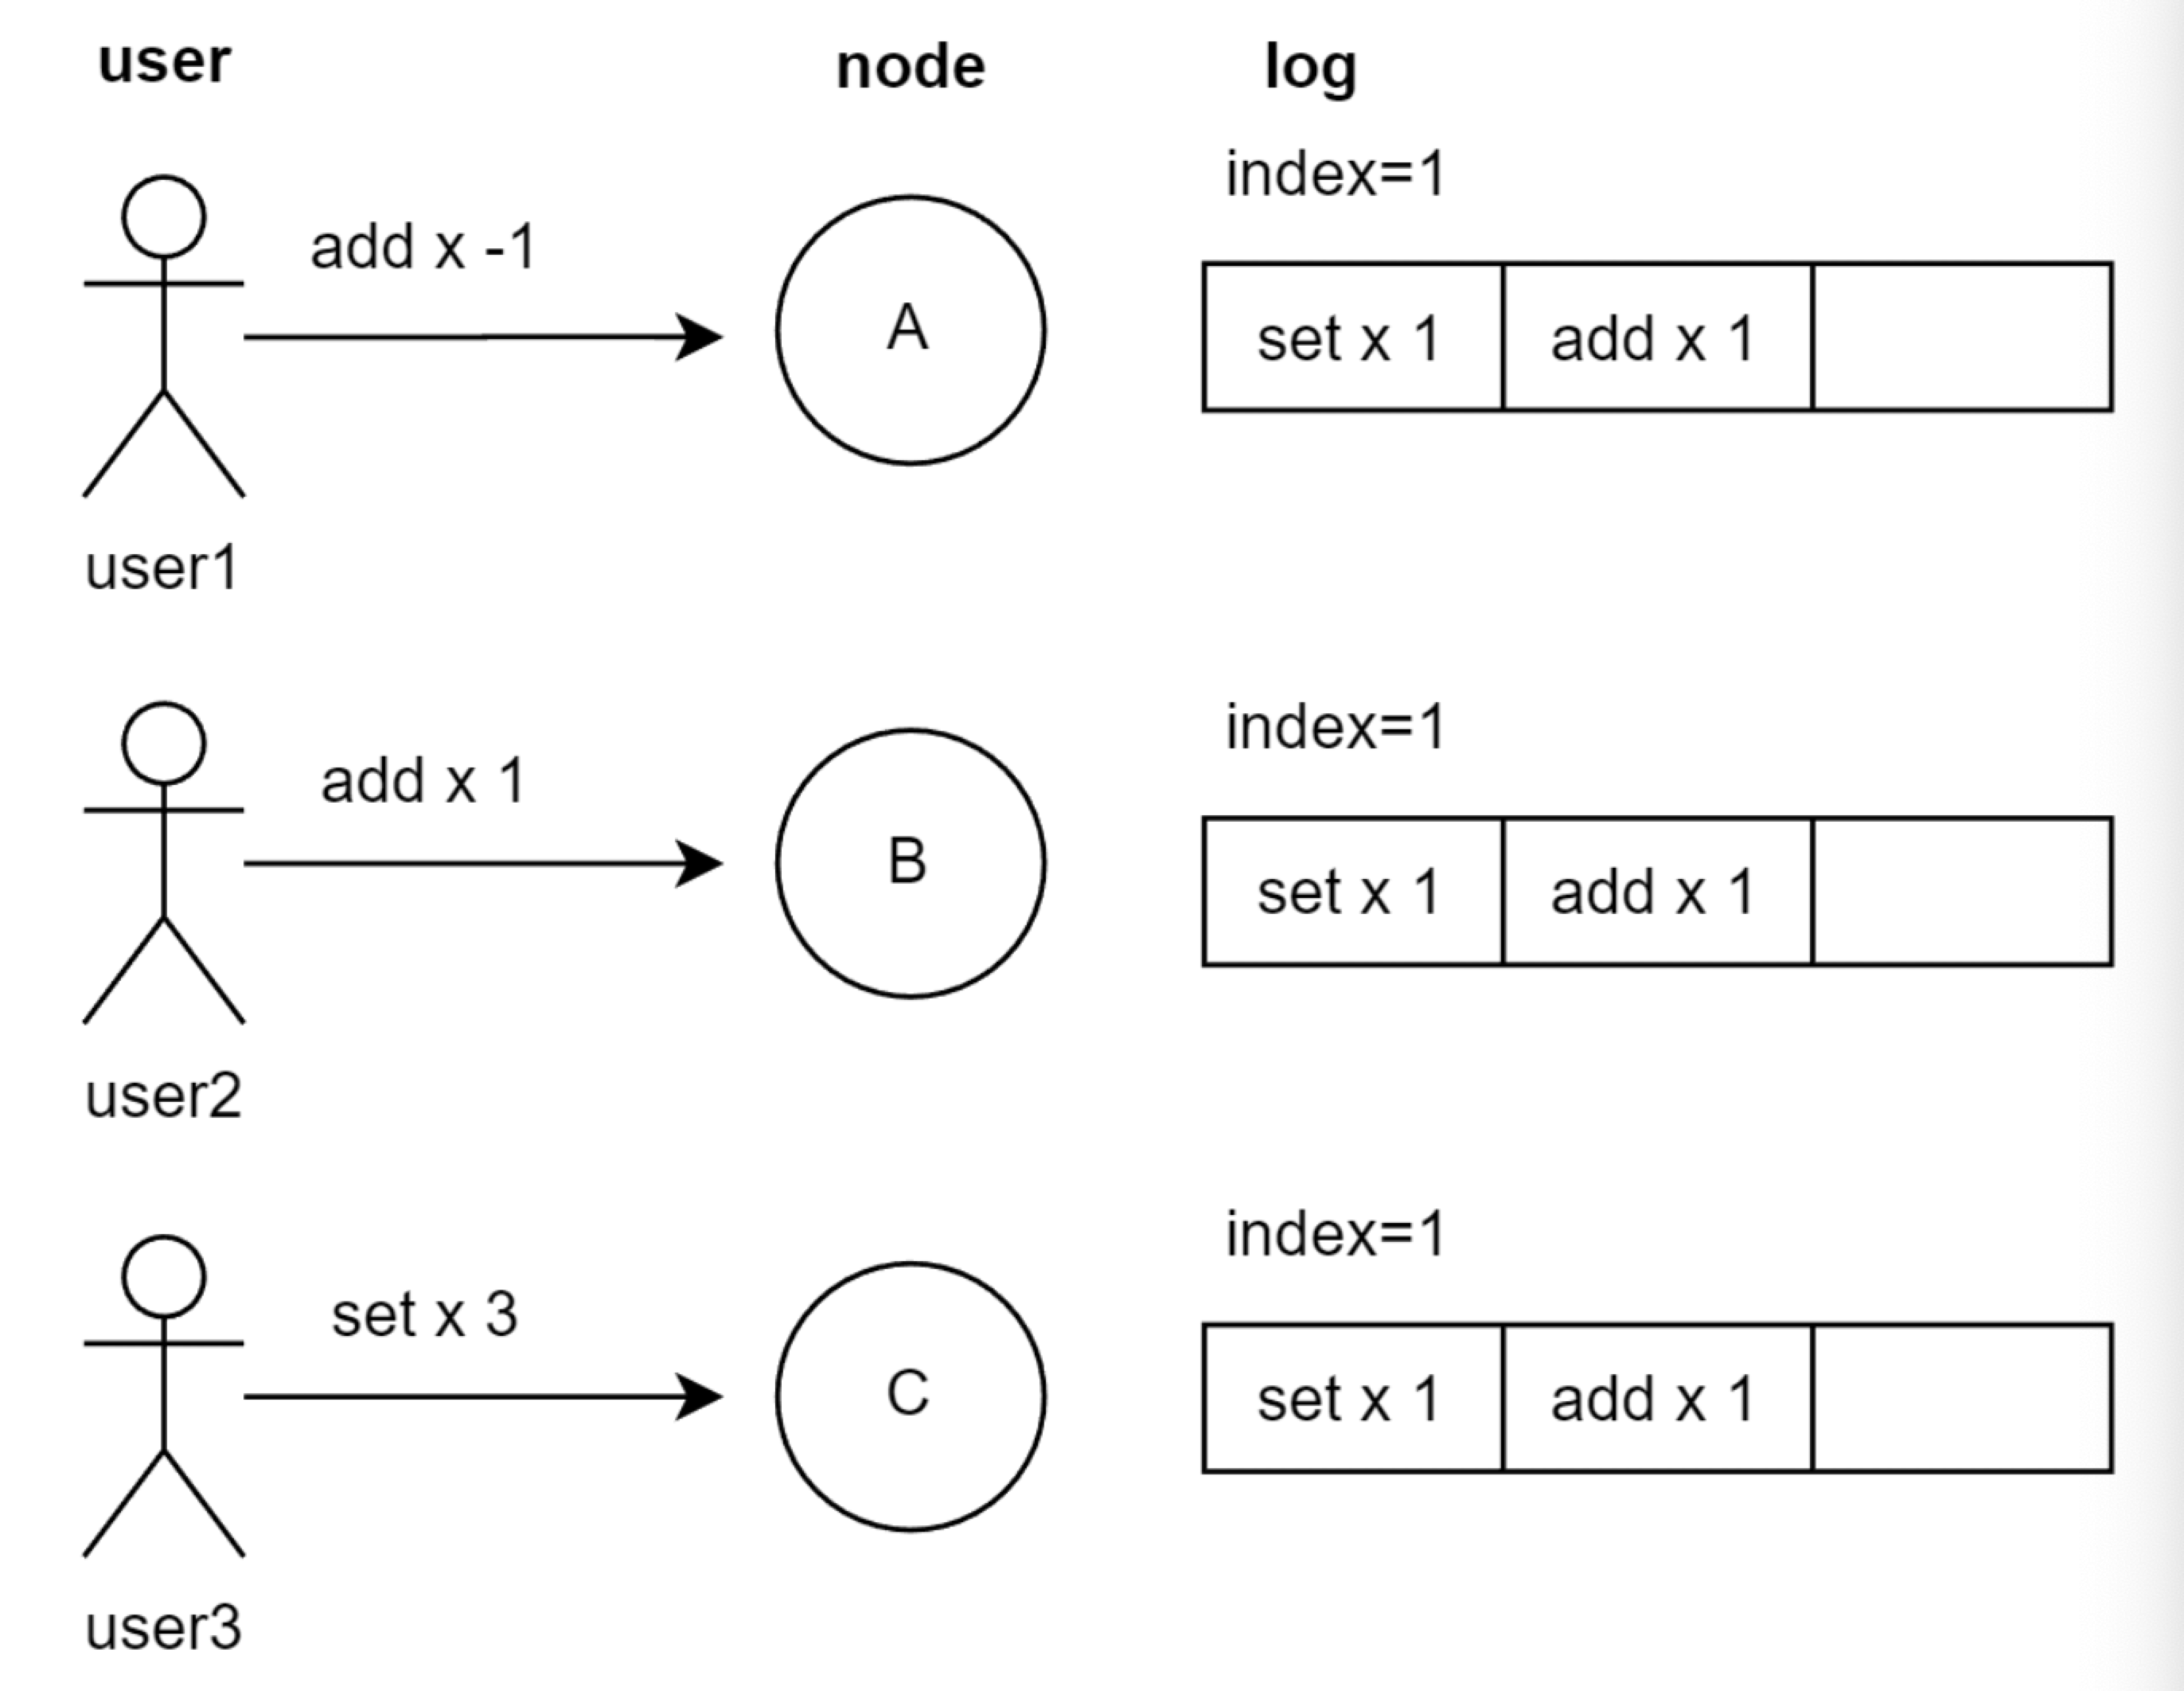 user node log
index=1
add x -1
A
set x 1 add x 1
user1
index=1
add x 1
B
set x 1 add x 1
user2
index=1
set x 3
C
set x 1 add x 1
user3